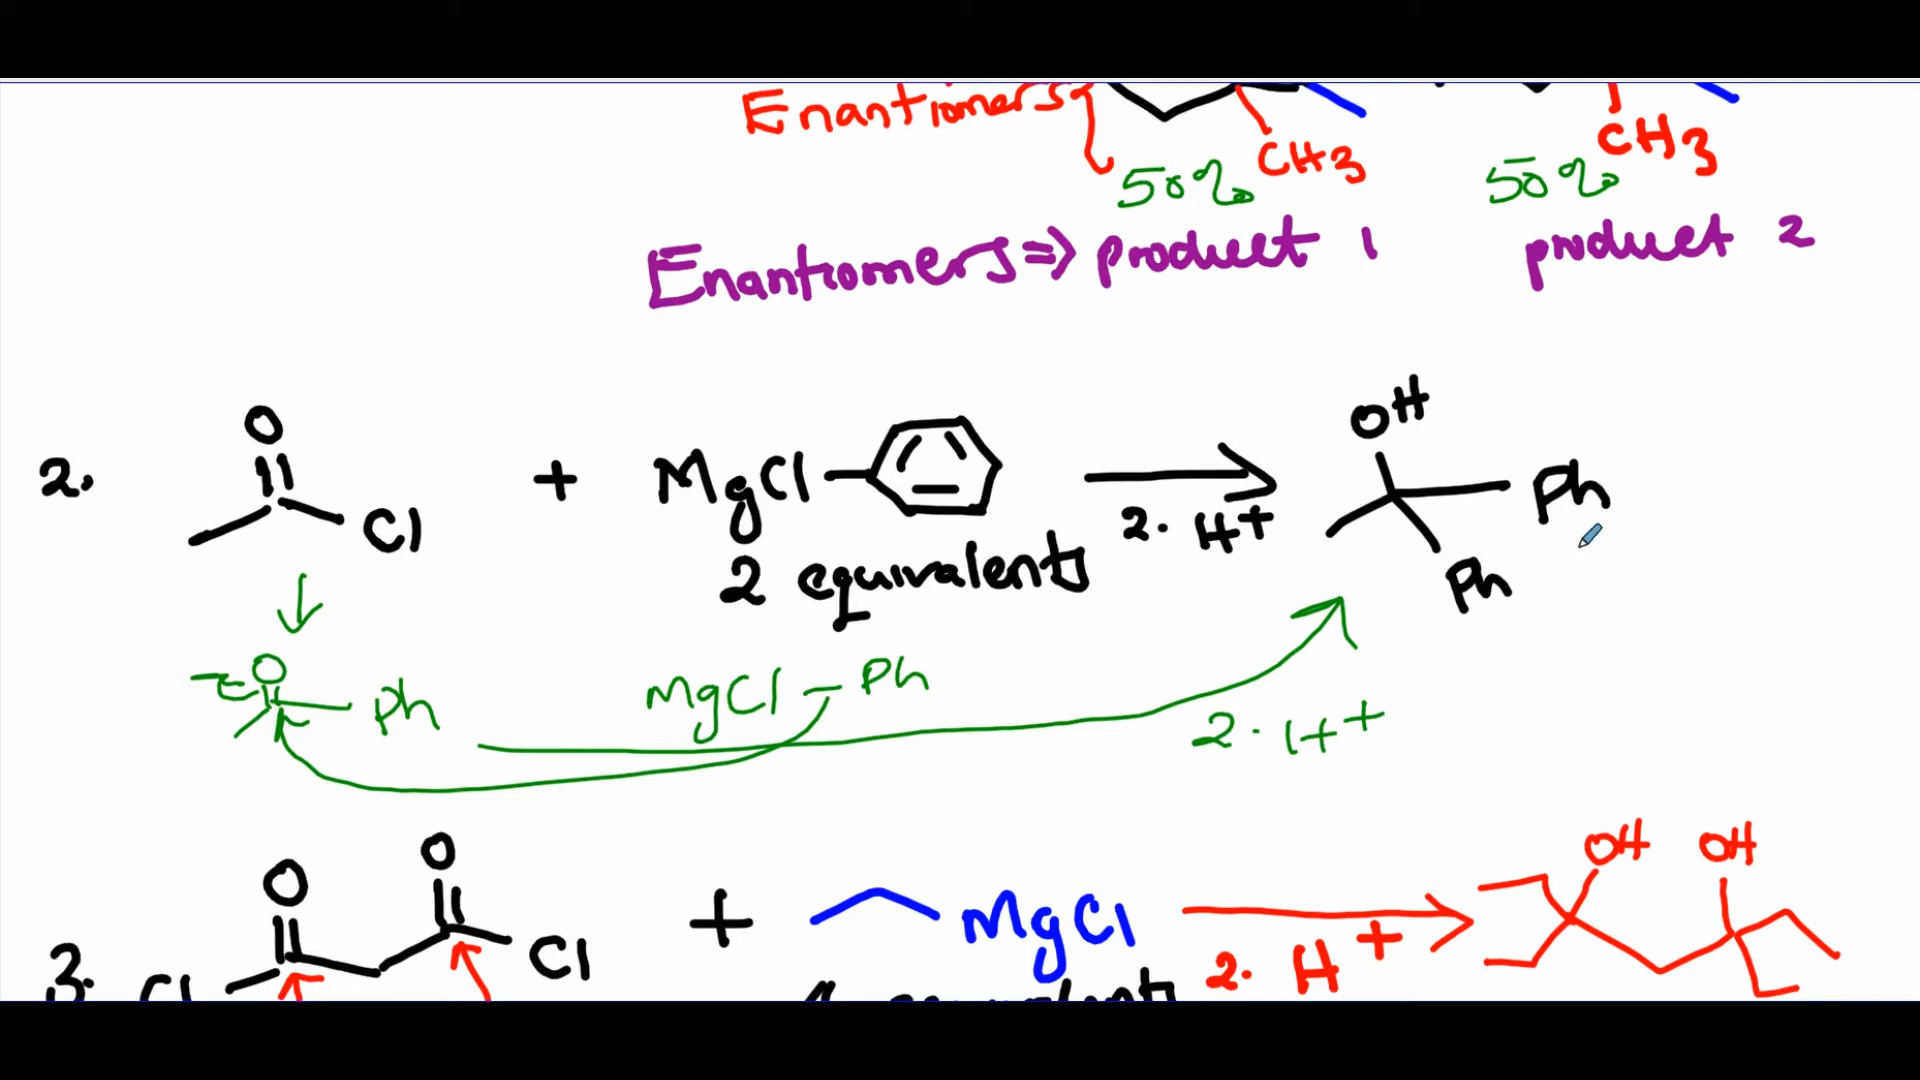 Enantiomers
CH3 CH3
50% 50%
Enantiomers => product 1 product 2
O OH
2. Cl + MgCl 2. H+ Ph
2 equivalents Ph
O Ph MgCl - Ph 2. H+
O O OH OH
3. Cl Cl + MgCl 2. H+